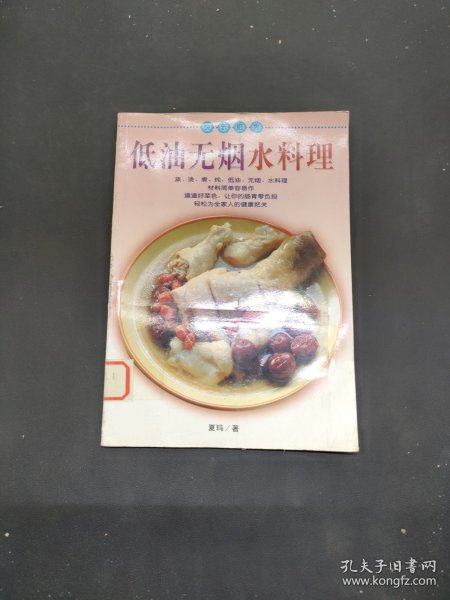 低油无烟水料理
蒸、烫、煮、炖，低油、无烟、水料理
材料简单容易作
道道好菜色，让你的肠胃零负担
轻松为全家人的健康把关
1
夏玛/著
孔夫子旧书网
www.kongfz.com